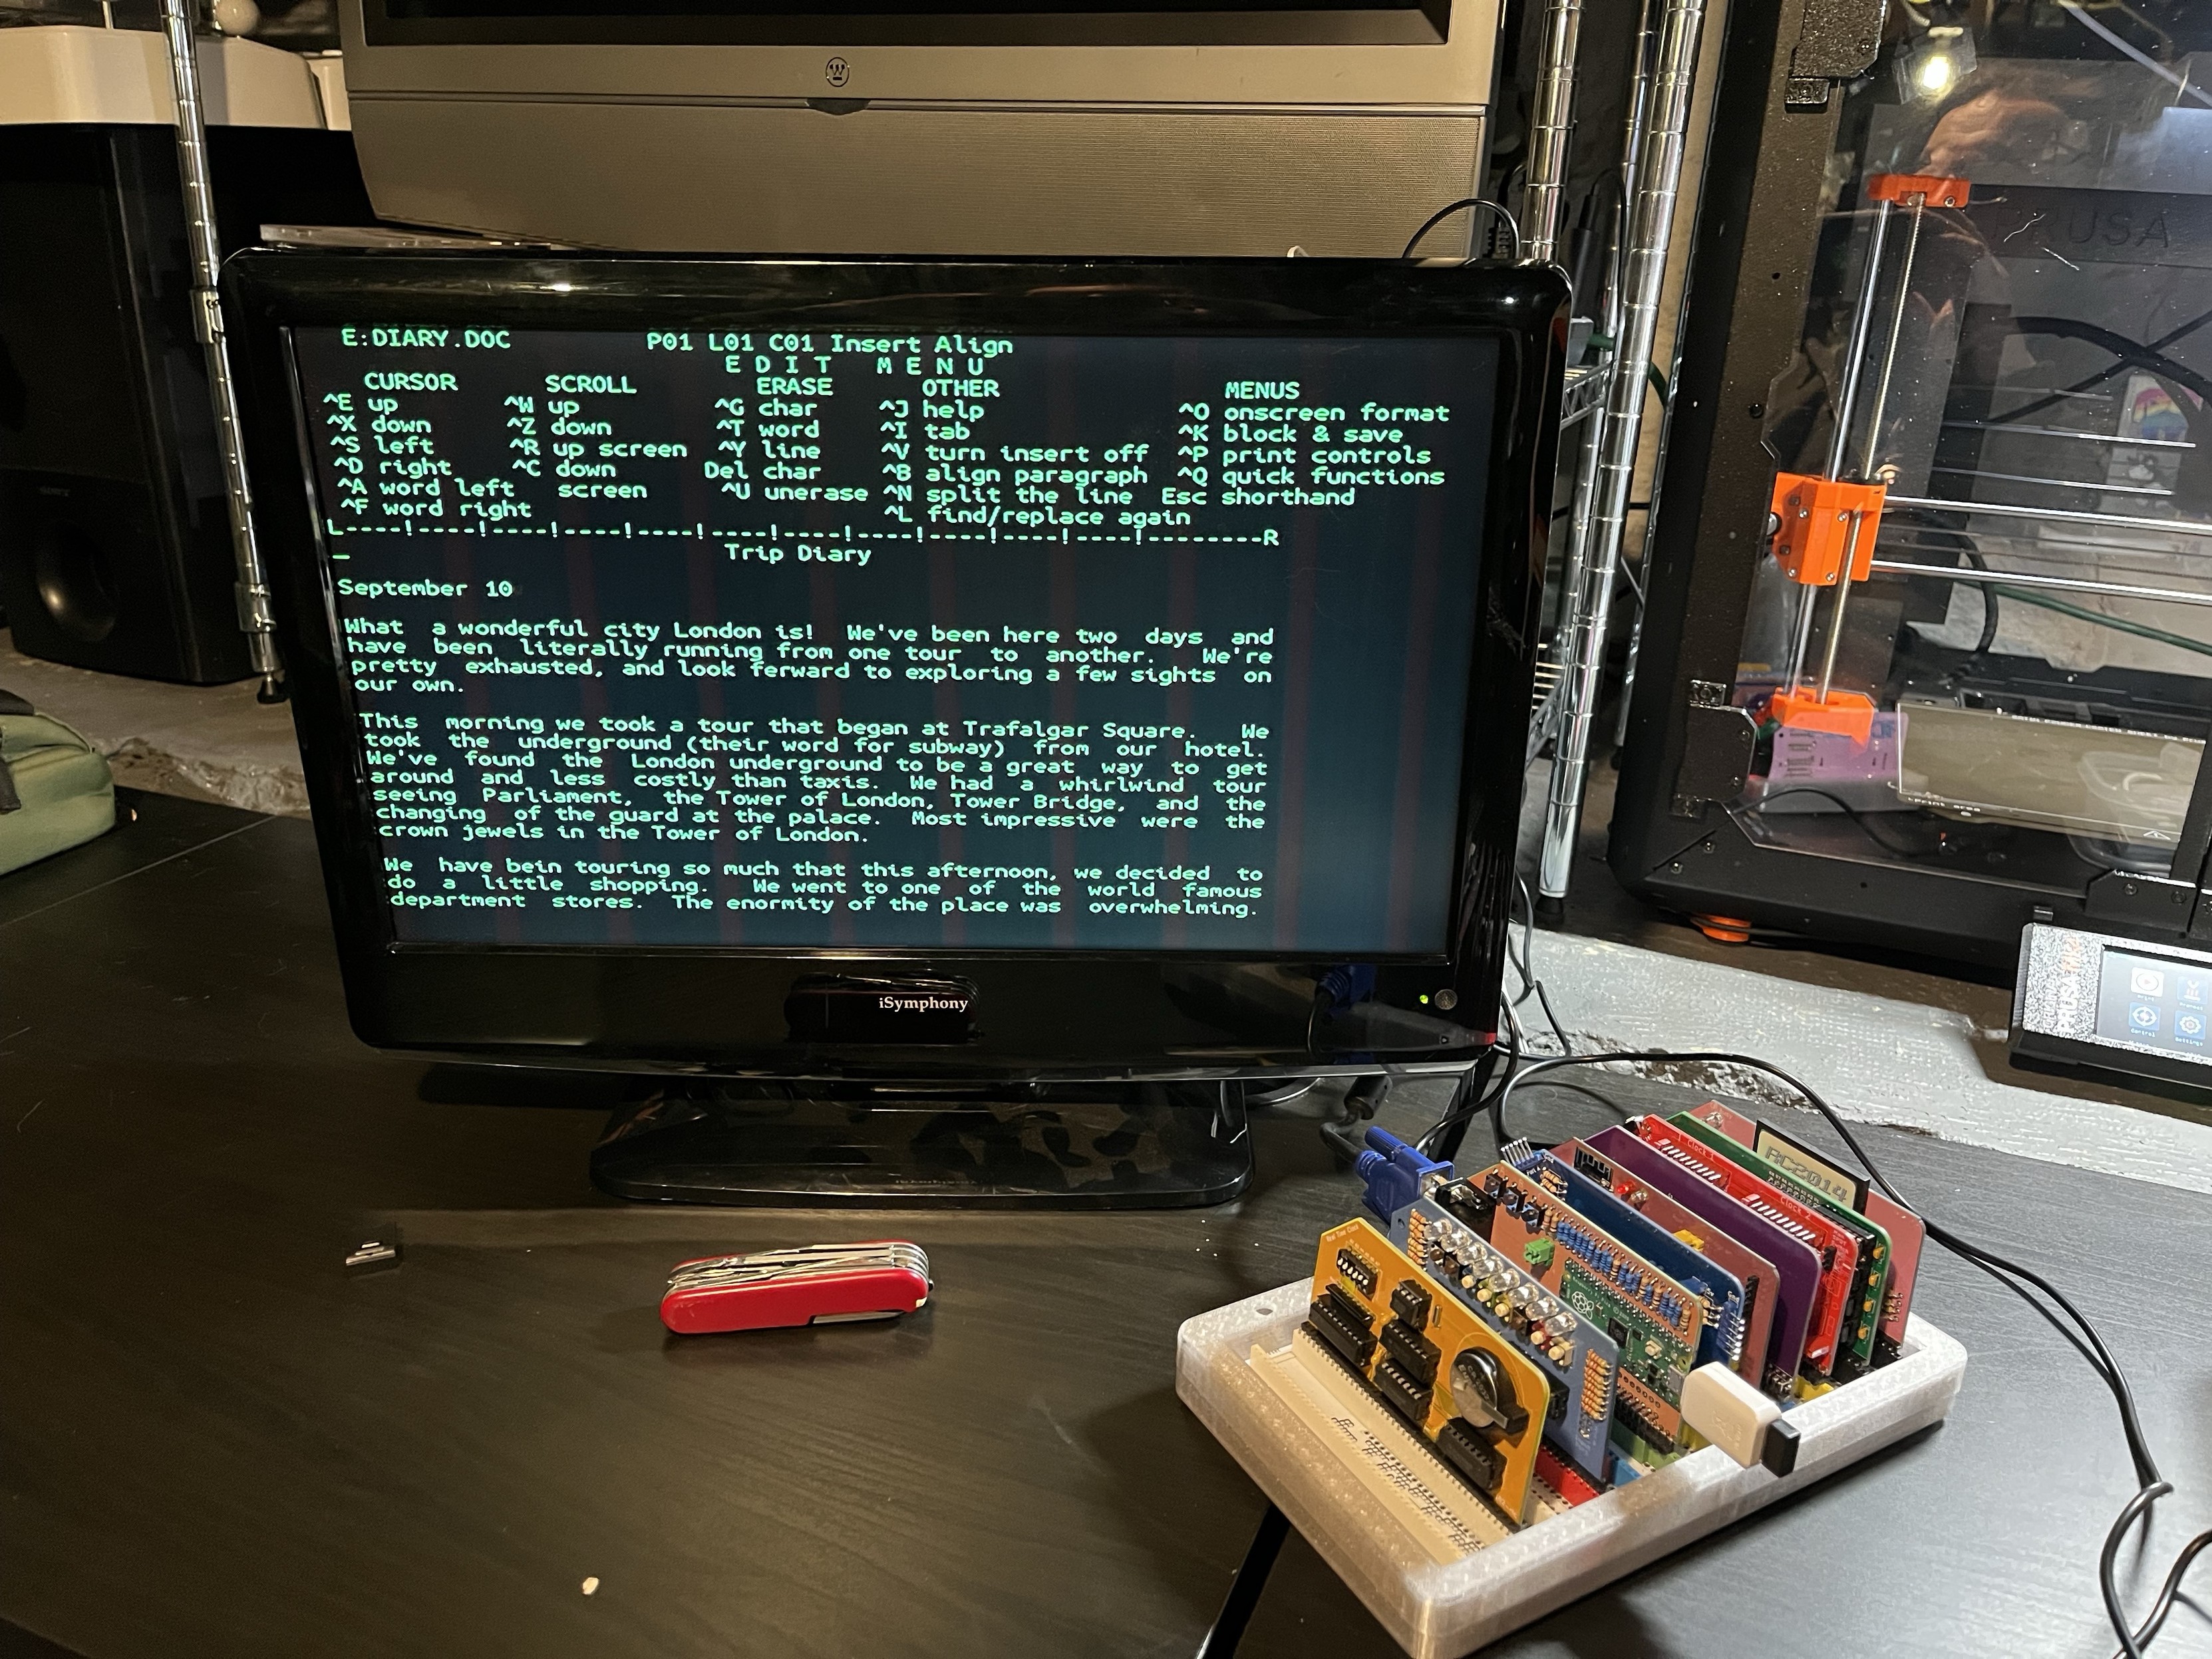 PRUSA
E:DIARY.DOC P01 L01 C01 Insert Align
E D I T M E N U
CURSOR SCROLL ERASE OTHER MENUS
^E up ^W up ^G char ^J help ^O onscreen format
^X down ^Z down ^T word ^I tab ^K block & save
^S left ^R up screen ^Y line ^V turn insert off ^P print controls
^D right ^C down Del char ^B align paragraph ^Q quick functions
^A word left screen ^U unerase ^N split the line Esc shorthand
^F word right ^L find/replace again
L----!----!----!----!----!----!----!----!----!----!----!--------R
Trip Diary
September 10
What a wonderful city London is! We've been here two days and
have been literally running from one tour to another. We're
pretty exhausted, and look ferward to exploring a few sights on
our own.
This morning we took a tour that began at Trafalgar Square. We
took the underground (their word for subway) from our hotel.
We've found the London underground to be a great way to get
around and less costly than taxis. We had a whirlwind tour
seeing Parliament, the Tower of London, Tower Bridge, and the
changing of the guard at the palace. Most impressive were the
crown jewels in the Tower of London.
We have bein touring so much that this afternoon, we decided to
do a little shopping. We went to one of the world famous
department stores. The enormity of the place was overwhelming.
iSymphony
RC2014
Clock 1
Clock 2